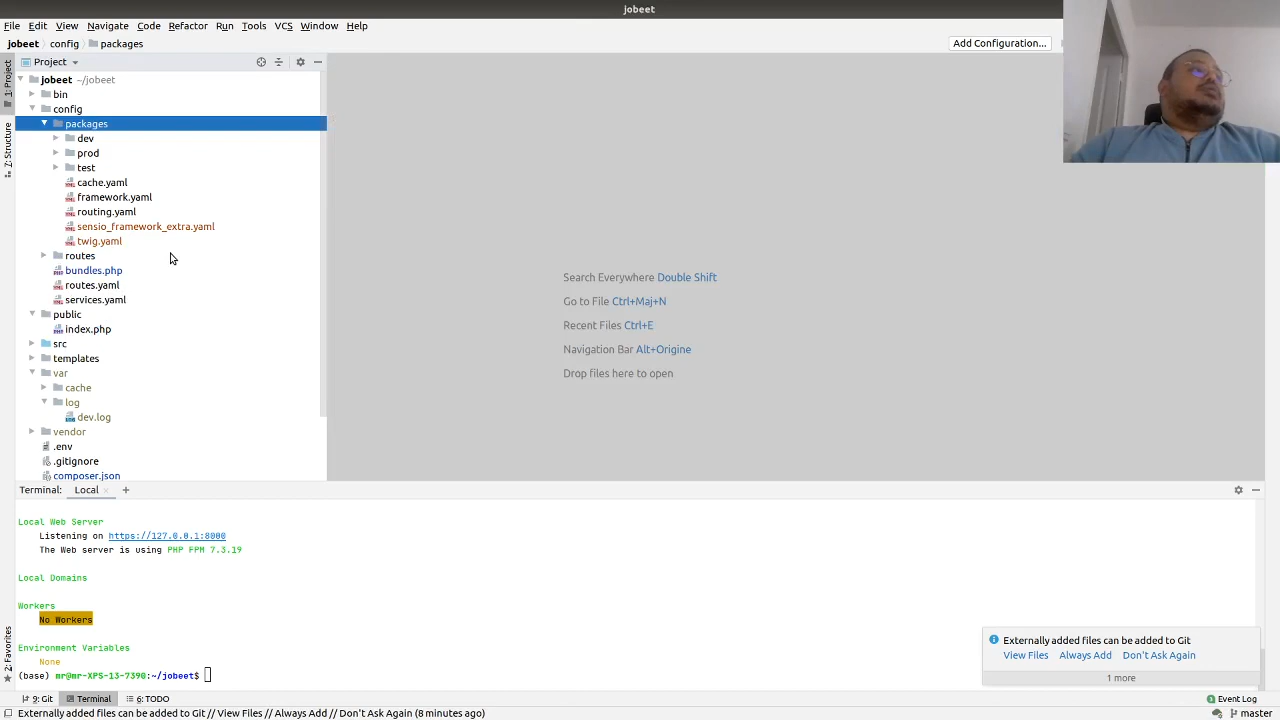 jobeet
File Edit View Navigate Code Refactor Run Tools VCS Window Help
jobeet config packages Add Configuration...
1: Project
Z: Structure
2: Favorites
Project
jobeet ~/jobeet
bin
config
packages
dev
prod
test
cache.yaml
framework.yaml
routing.yaml
sensio_framework_extra.yaml
twig.yaml
routes
bundles.php
routes.yaml
services.yaml
public
index.php
src
templates
var
cache
log
dev.log
vendor
.env
.gitignore
composer.json
Search Everywhere Double Shift
Go to File Ctrl+Maj+N
Recent Files Ctrl+E
Navigation Bar Alt+Origine
Drop files here to open
Terminal: Local
Local Web Server
Listening on https://127.0.0.1:8000
The Web server is using PHP FPM 7.3.19
Local Domains
Workers
No Workers
Environment Variables
None
(base) mr@mr-XPS-13-7390:~/jobeet$
Externally added files can be added to Git
View Files Always Add Don't Ask Again
1 more
9: Git Terminal 6: TODO Event Log
Externally added files can be added to Git // View Files // Always Add // Don't Ask Again (8 minutes ago) master